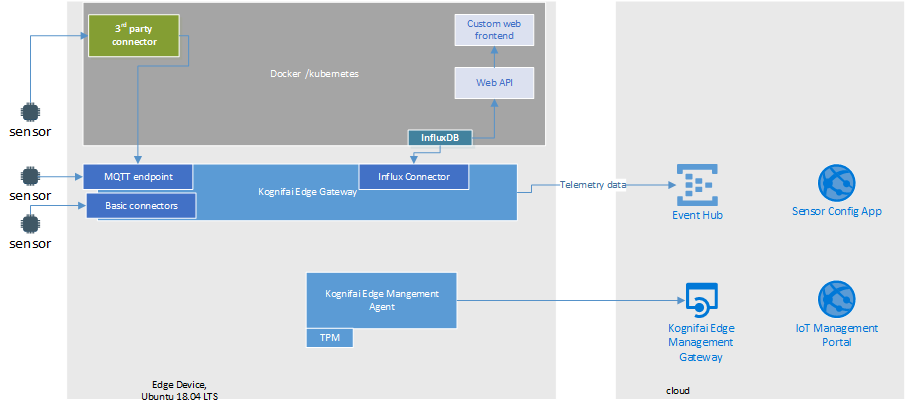 3rd party
connector
Custom web
frontend
Docker /kubernetes
Web API
sensor
InfluxDB
MQTT endpoint
Influx Connector
Kognifai Edge Gateway
Telemetry data
sensor
Basic connectors
Event Hub
Sensor Config App
sensor
Kognifai Edge Mangement
Agent
TPM
Kognifai Edge
Management
Gateway
IoT Management
Portal
Edge Device,
Ubuntu 18.04 LTS
cloud